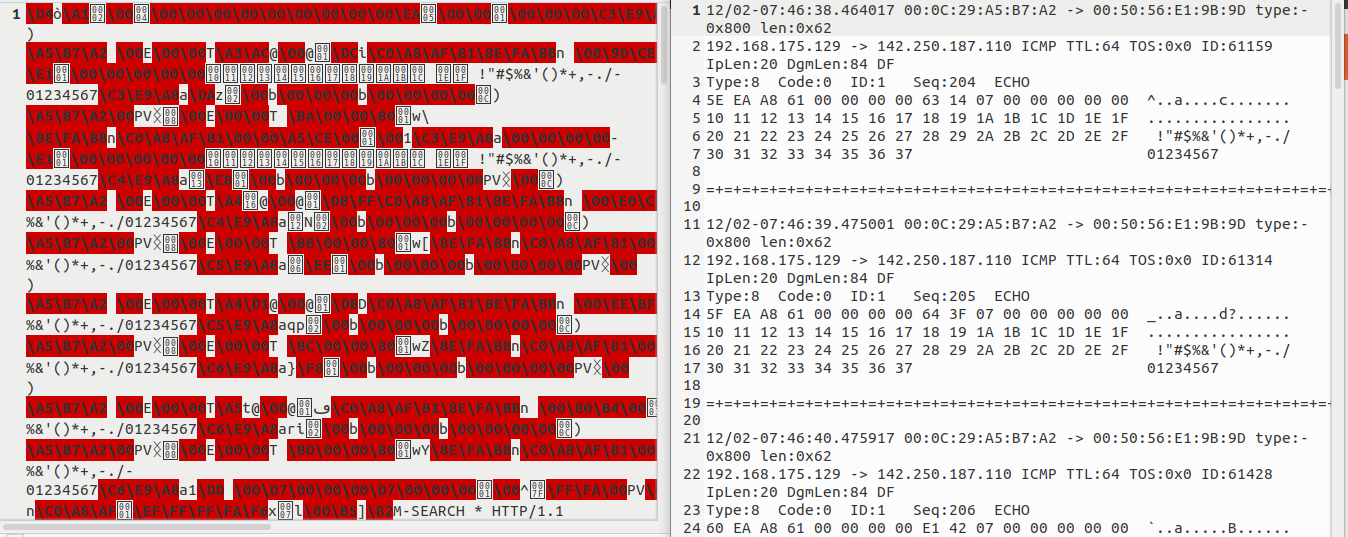 1 \D4ò\A1 \00 \00\00\00\00\00\00\00\00\EA \00\00 \00\00\00\C3\E9\
)
\A5\B7\A2 \00E\00\00T\A3\AC@\00@ \DCi\C0\A8\AF\81\8E\FA\BBn \00\9D\CE
\E1 \00\00\00\00\00 !"#$%&'()*+,-./-
01234567\C3\E9\A8a\DAz \00b\00\00\00b\00\00\00\00 )
\A5\B7\A2\00PV \00E\00\00T \BA\00\00\80 w\
\8E\FA\BBn\C0\A8\AF\81\00\00\A5\CE \001\C3\E9\A8a\00\00\00\00-
\E1 \00\00\00\00\00 !"#$%&'()*+,-./-
01234567\C4\E9\A8a \E8 \00b\00\00\00b\00\00\00\00PV \00 )
\A5\B7\A2 \00E\00\00T\A4 @\00@ \DB\FF\C0\A8\AF\81\8E\FA\BBn \00\E0\C
%&'()*+,-./01234567\C4\E9\A8a N \00b\00\00\00b\00\00\00\00 )
\A5\B7\A2\00PV \00E\00\00T \BB\00\00\80 w[\8E\FA\BBn\C0\A8\AF\81\00
%&'()*+,-./01234567\C5\E9\A8a \EE \00b\00\00\00b\00\00\00\00PV \00
)
\A5\B7\A2 \00E\00\00T\A4\D1@\00@ \DBD\C0\A8\AF\81\8E\FA\BBn \00\EE\BF
%&'()*+,-./01234567\C5\E9\A8aqp \00b\00\00\00b\00\00\00\00 )
\A5\B7\A2\00PV \00E\00\00T \BC\00\00\80 wZ\8E\FA\BBn\C0\A8\AF\81\00
%&'()*+,-./01234567\C6\E9\A8a}\F8 \00b\00\00\00b\00\00\00\00PV \00
)
\A5\B7\A2 \00E\00\00T\A5t@\00@ ف\C0\A8\AF\81\8E\FA\BBn \00\80\B4\00
%&'()*+,-./01234567\C6\E9\A8ari \00b\00\00\00b\00\00\00\00 )
\A5\B7\A2\00PV \00E\00\00T \BD\00\00\80 wY\8E\FA\BBn\C0\A8\AF\81\00
%&'()*+,-./-
01234567\C6\E9\A8a1\DD \00\D7\00\00\00\D7\00\00\00 \00^ \FF\FA\00PV\
n\C0\A8\AF \EF\FF\FF\FA\F6x l\00\B5]\B2M-SEARCH * HTTP/1.1
1 12/02-07:46:38.464017 00:0C:29:A5:B7:A2 -> 00:50:56:E1:9B:9D type:-
0x800 len:0x62
2 192.168.175.129 -> 142.250.187.110 ICMP TTL:64 TOS:0x0 ID:61159
IpLen:20 DgmLen:84 DF
3 Type:8  Code:0  ID:1   Seq:204  ECHO
4 5E EA A8 61 00 00 00 00 63 14 07 00 00 00 00 00  ^..a....c.......
5 10 11 12 13 14 15 16 17 18 19 1A 1B 1C 1D 1E 1F  ................
6 20 21 22 23 24 25 26 27 28 29 2A 2B 2C 2D 2E 2F   !"#$%&'()*+,-./
7 30 31 32 33 34 35 36 37                          01234567
8
9 =+=+=+=+=+=+=+=+=+=+=+=+=+=+=+=+=+=+=+=+=+=+=+=+=+=+=+=+=+=+=+=+=+=+=+=+=
10
11 12/02-07:46:39.475001 00:0C:29:A5:B7:A2 -> 00:50:56:E1:9B:9D type:-
0x800 len:0x62
12 192.168.175.129 -> 142.250.187.110 ICMP TTL:64 TOS:0x0 ID:61314
IpLen:20 DgmLen:84 DF
13 Type:8  Code:0  ID:1   Seq:205  ECHO
14 5F EA A8 61 00 00 00 00 64 3F 07 00 00 00 00 00  _..a....d?......
15 10 11 12 13 14 15 16 17 18 19 1A 1B 1C 1D 1E 1F  ................
16 20 21 22 23 24 25 26 27 28 29 2A 2B 2C 2D 2E 2F   !"#$%&'()*+,-./
17 30 31 32 33 34 35 36 37                          01234567
18
19 =+=+=+=+=+=+=+=+=+=+=+=+=+=+=+=+=+=+=+=+=+=+=+=+=+=+=+=+=+=+=+=+=+=+=+=+=
20
21 12/02-07:46:40.475917 00:0C:29:A5:B7:A2 -> 00:50:56:E1:9B:9D type:-
0x800 len:0x62
22 192.168.175.129 -> 142.250.187.110 ICMP TTL:64 TOS:0x0 ID:61428
IpLen:20 DgmLen:84 DF
23 Type:8  Code:0  ID:1   Seq:206  ECHO
24 60 EA A8 61 00 00 00 00 E1 42 07 00 00 00 00 00  `..a.....B......